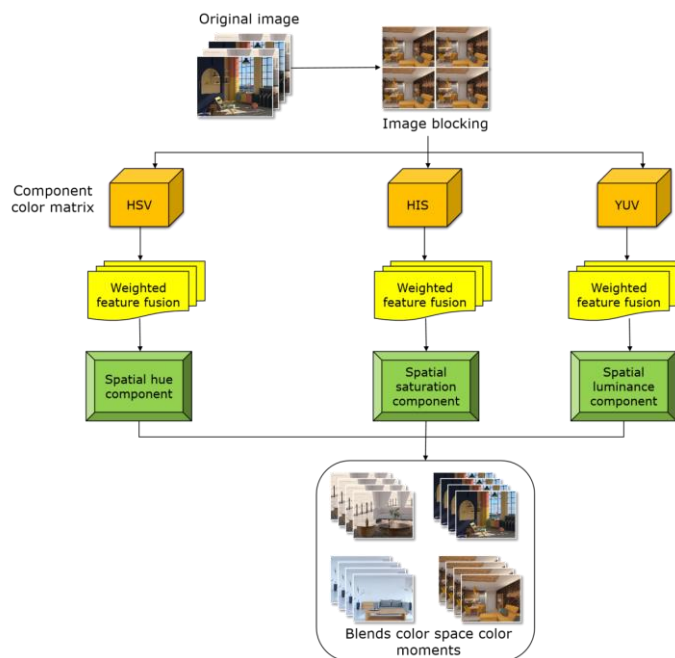 Original image
Image blocking
Component
color matrix
HSV
HIS
YUV
Weighted
feature fusion
Weighted
feature fusion
Weighted
feature fusion
Spatial hue
component
Spatial
saturation
component
Spatial
luminance
component
Blends color space color
moments